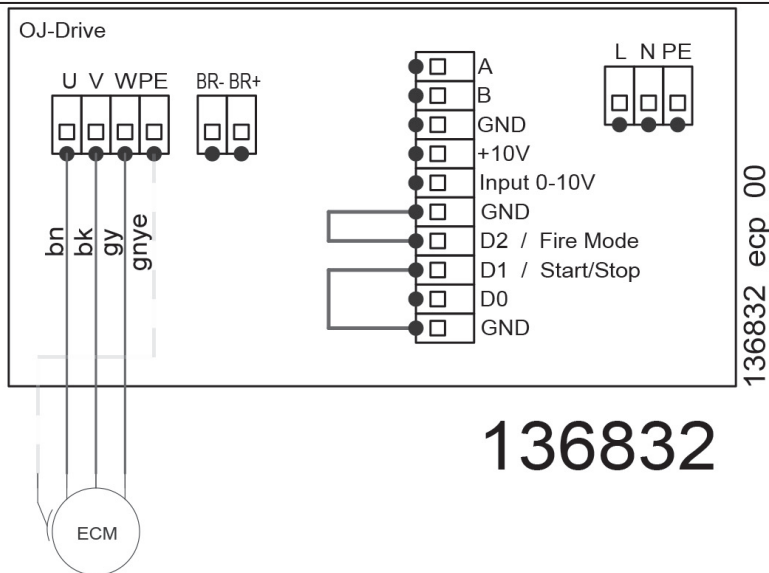 OJ-Drive
U V W PE
BR- BR+
A
B
GND
+10V
Input 0-10V
GND
D2 / Fire Mode
D1 / Start/Stop
D0
GND
L N PE
bn
bk
gy
gnye
ECM
136832 ecp 00
136832